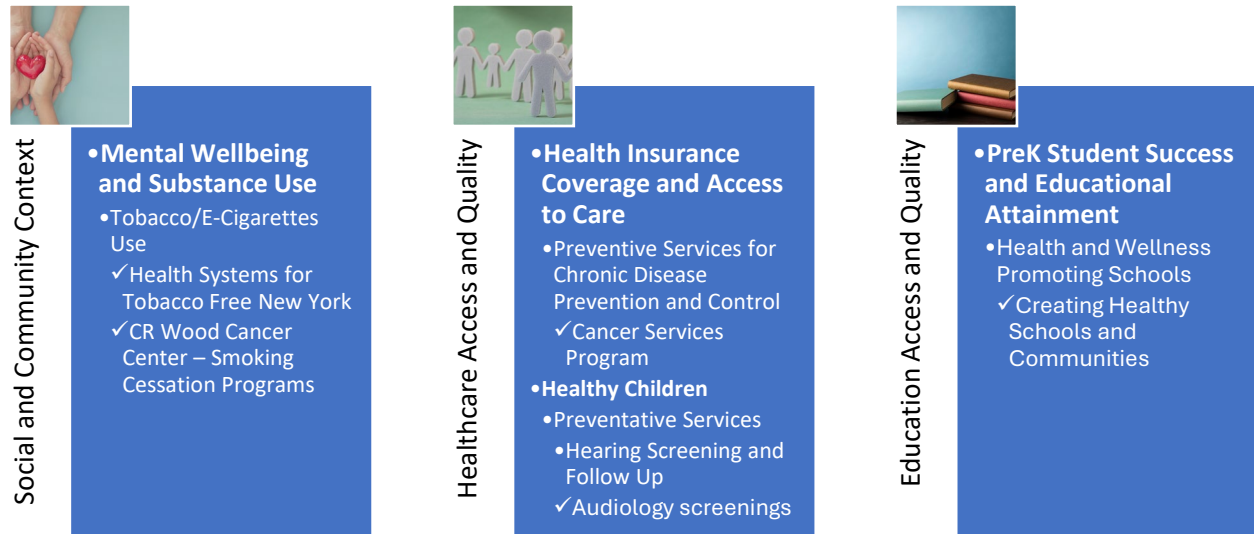 Social and Community Context
•Mental Wellbeing
and Substance Use
•Tobacco/E-Cigarettes
Use
✓Health Systems for
Tobacco Free New York
✓CR Wood Cancer
Center – Smoking
Cessation Programs
Healthcare Access and Quality
•Health Insurance
Coverage and Access
to Care
•Preventive Services for
Chronic Disease
Prevention and Control
✓Cancer Services
Program
•Healthy Children
•Preventative Services
•Hearing Screening and
Follow Up
✓Audiology screenings
Education Access and Quality
•PreK Student Success
and Educational
Attainment
•Health and Wellness
Promoting Schools
✓Creating Healthy
Schools and
Communities